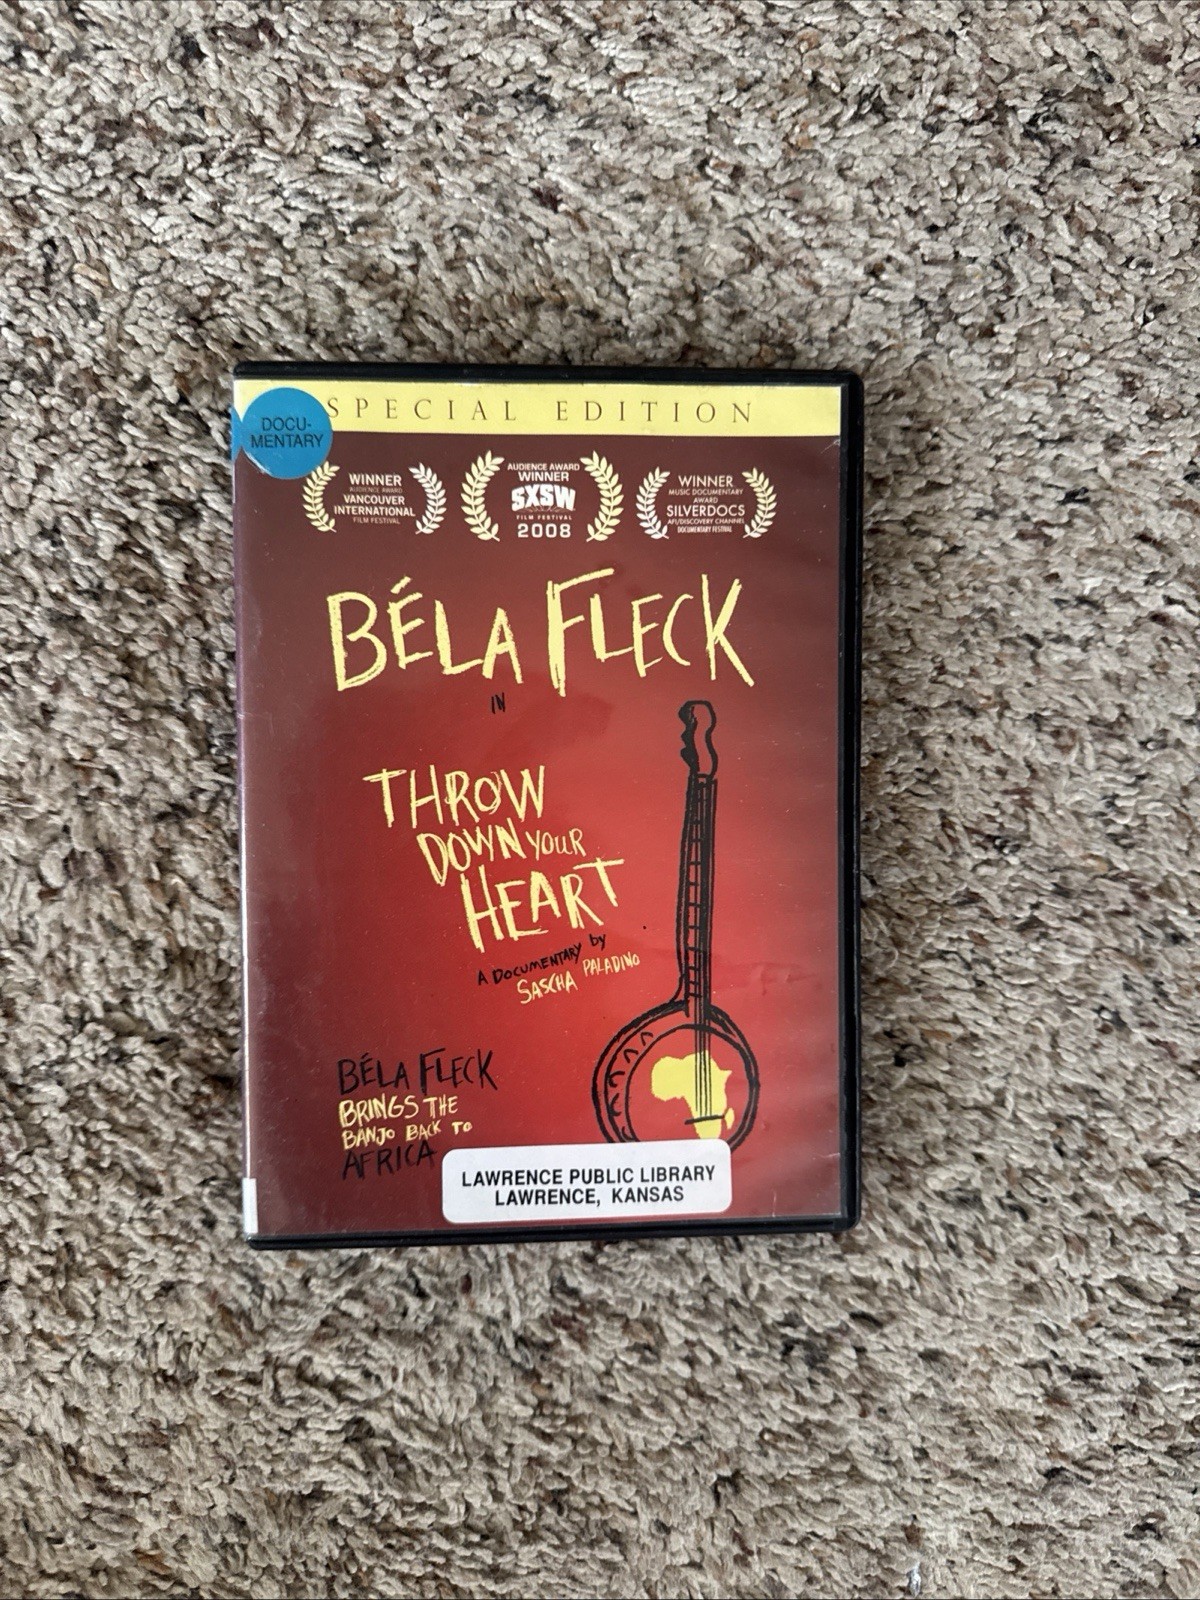 SPECIAL EDITION
DOCU-
MENTARY
WINNER
AUDIENCE AWARD
VANCOUVER
INTERNATIONAL
FILM FESTIVAL
AUDIENCE AWARD
WINNER
SXSW
FILM FESTIVAL
2008
WINNER
MUSIC DOCUMENTARY
AWARD
SILVERDOCS
AFI/DISCOVERY CHANNEL
DOCUMENTARY FESTIVAL
BÉLA FLECK
IN
THROW
DOWN YOUR
HEART
A DOCUMENTARY by
SASCHA PALADINO
BÉLA FLECK
BRINGS THE
BANJO BACK TO
AFRICA
LAWRENCE PUBLIC LIBRARY
LAWRENCE, KANSAS